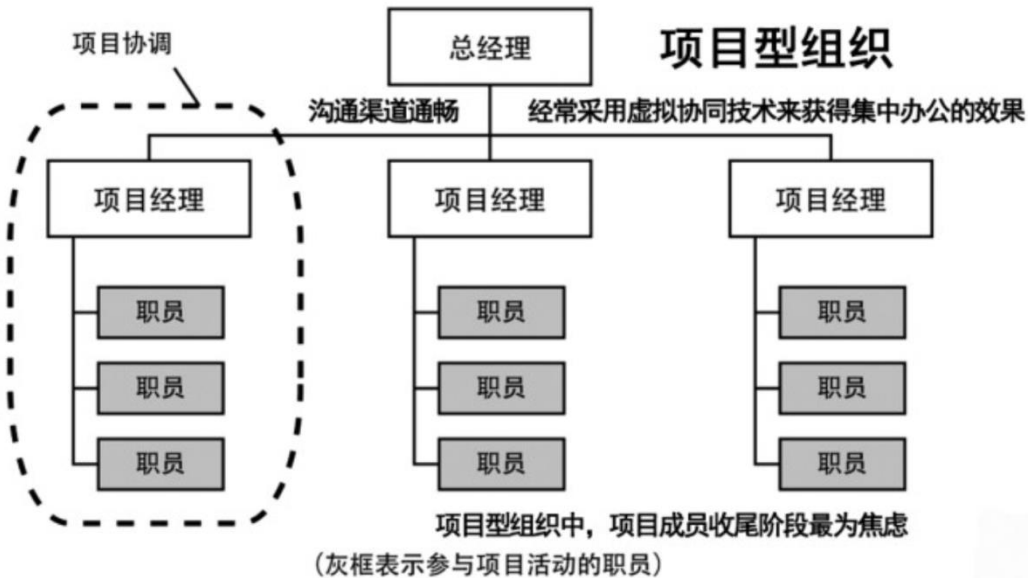 项目协调
总经理
项目型组织
沟通渠道通畅
经常采用虚拟协同技术来获得集中办公的效果
项目经理
项目经理
项目经理
职员
职员
职员
职员
职员
职员
职员
职员
职员
项目型组织中，项目成员收尾阶段最为焦虑
（灰框表示参与项目活动的职员）